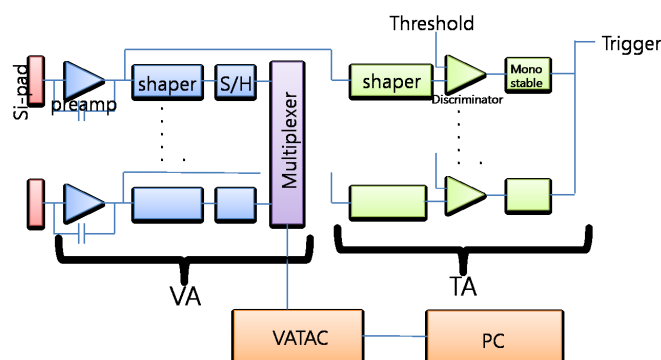 Threshold
Trigger
Si-pad
preamp
shaper
S/H
Multiplexer
shaper
Discriminator
Mono
stable
VA
TA
VATAC
PC